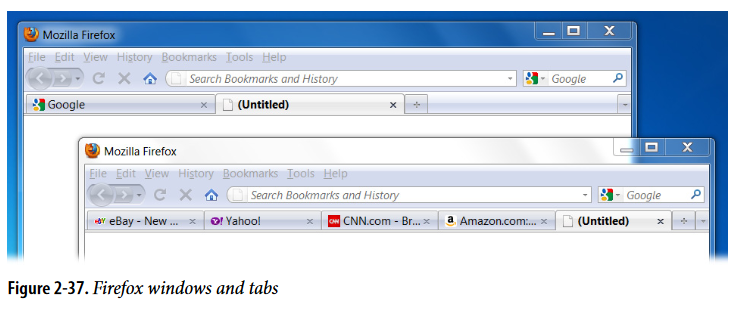 Mozilla Firefox
File Edit View History Bookmarks Tools Help
Search Bookmarks and History
Google
Google
(Untitled)
Mozilla Firefox
File Edit View History Bookmarks Tools Help
Search Bookmarks and History
Google
eBay - New ...
Yahoo!
CNN CNN.com - Br...
a Amazon.com:...
(Untitled)
Figure 2-37. Firefox windows and tabs